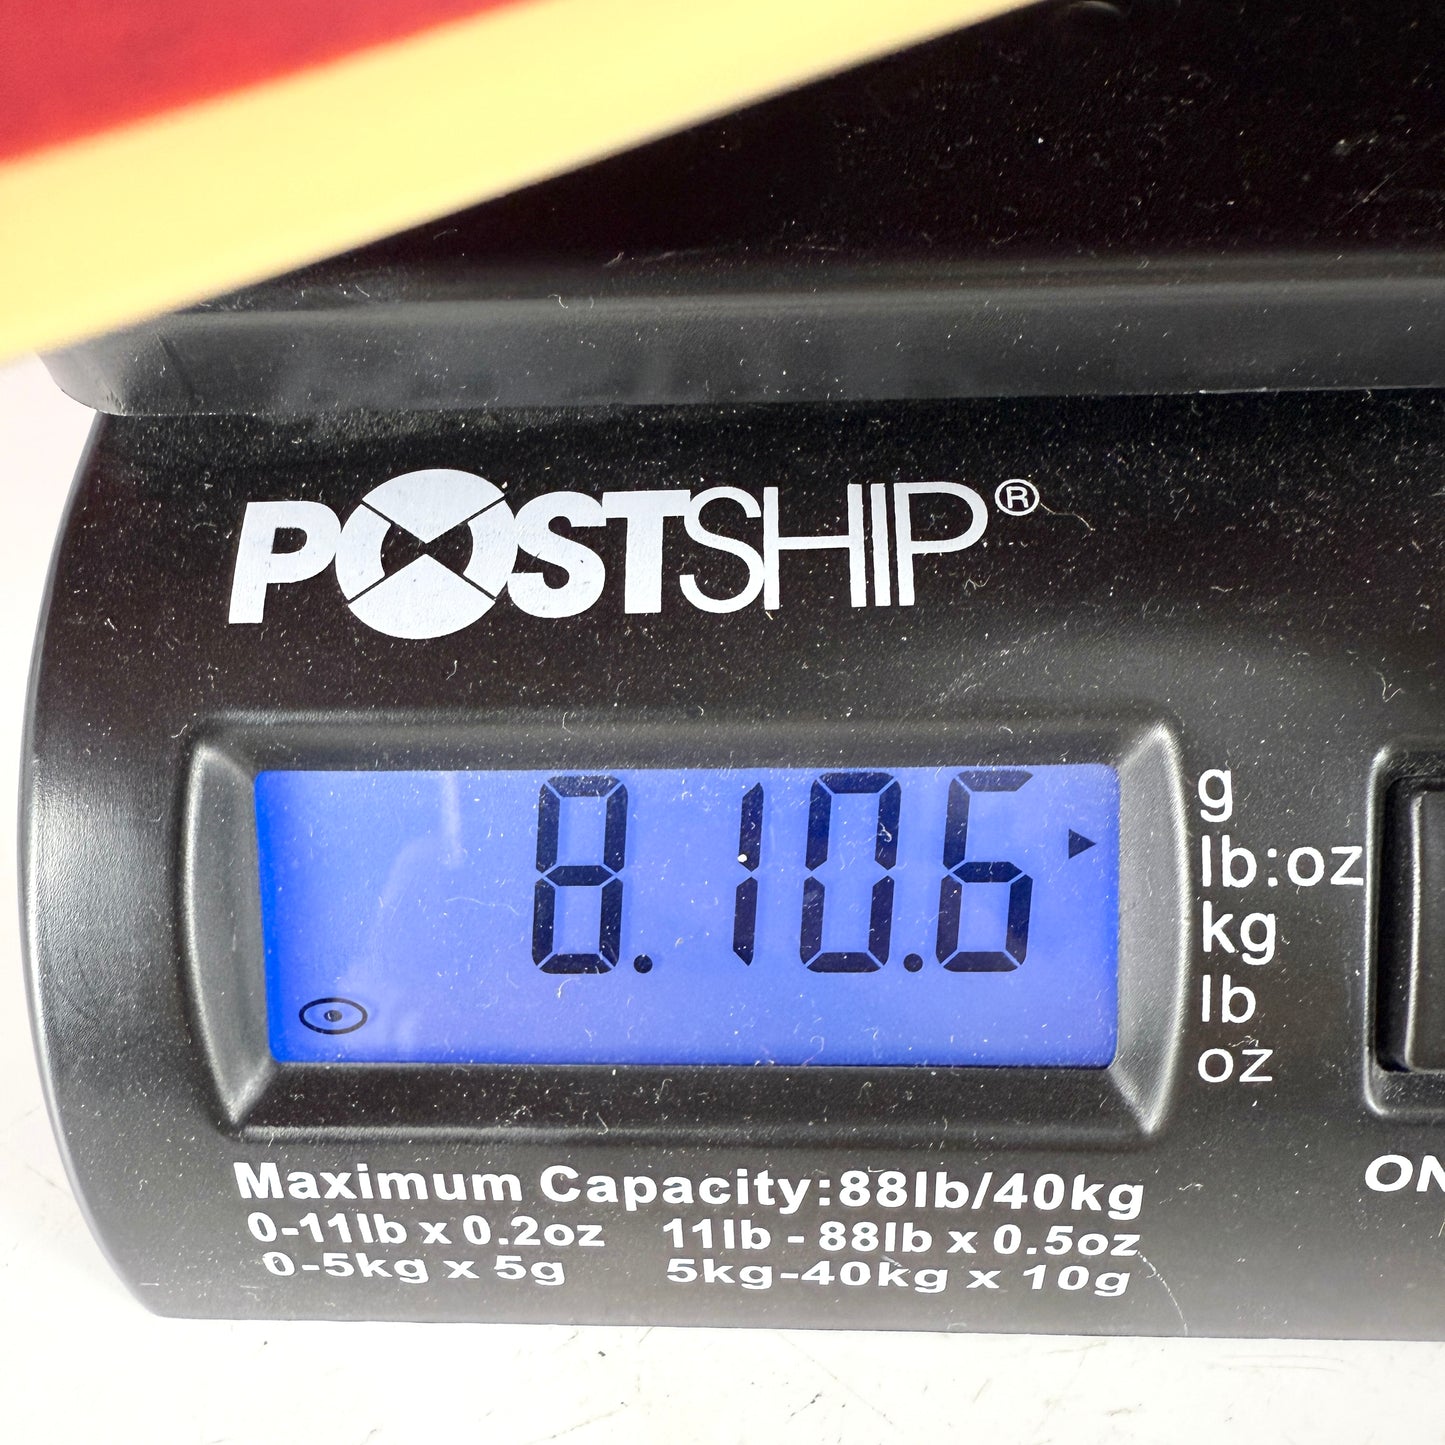 POSTSHIP®
8.10.6
g
lb:oz
kg
lb
oz
Maximum Capacity:88lb/40kg
0-11lb x 0.2oz 11lb - 88lb x 0.5oz
0-5kg x 5g 5kg-40kg x 10g
ON